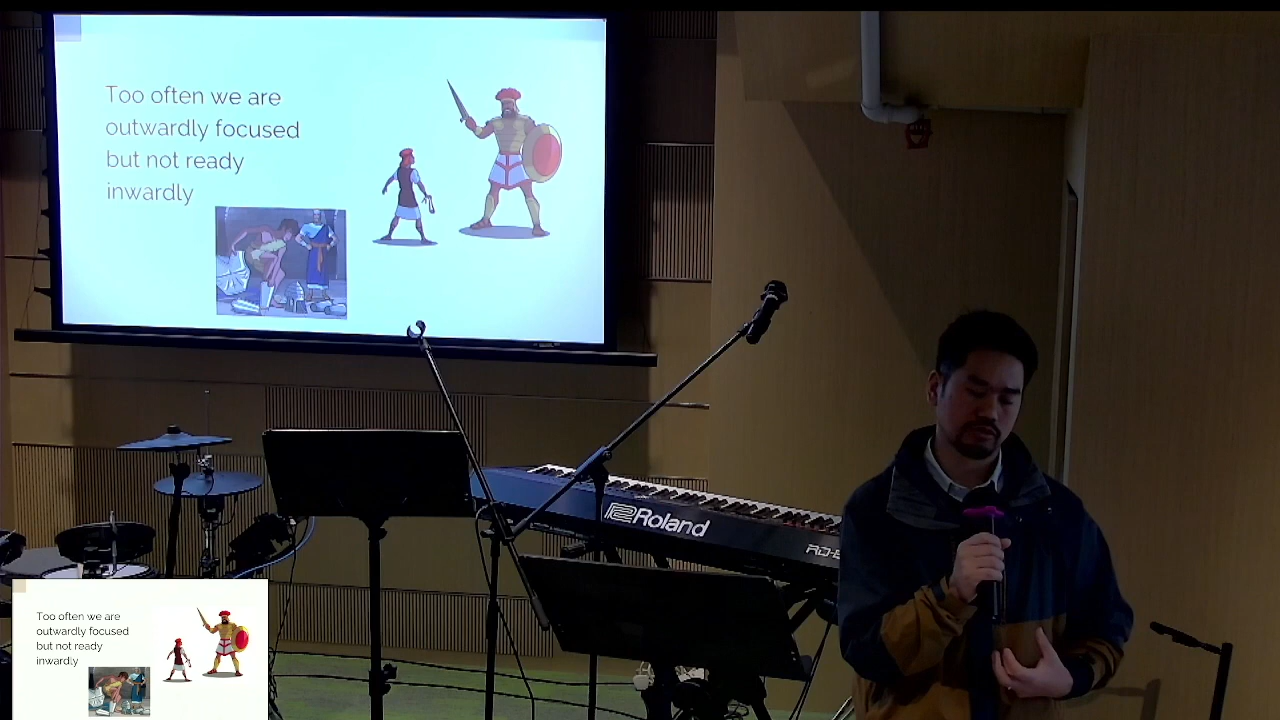 Too often we are
outwardly focused
but not ready
inwardly
Roland
RD-
Too often we are
outwardly focused
but not ready
inwardly